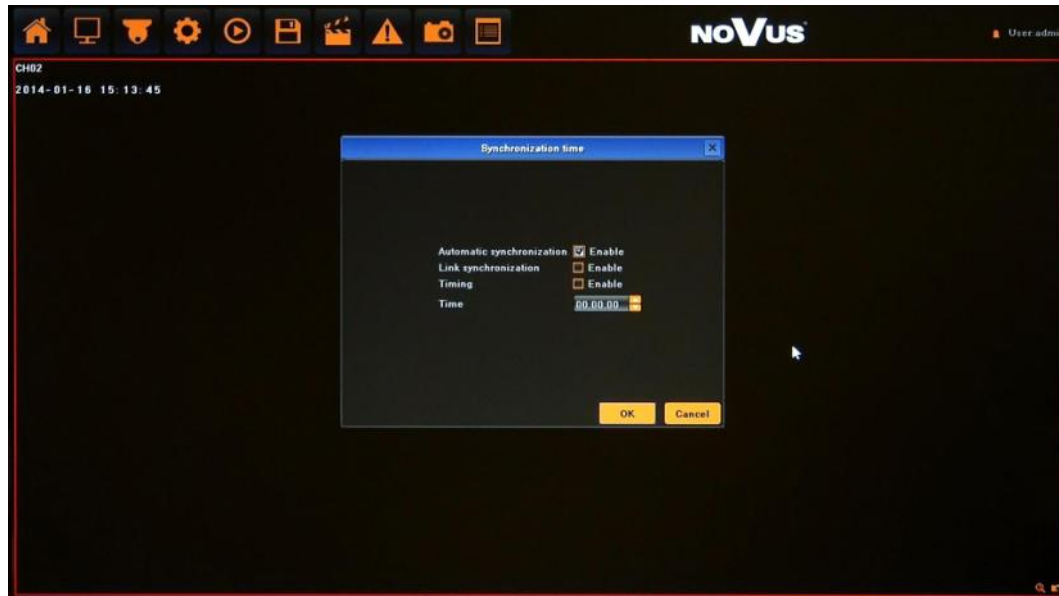 NOVUS
User:admi
CH02
2014-01-16 15:13:45
Synchronization time
Automatic synchronization Enable
Link synchronization Enable
Timing Enable
Time 00.00.00
OK Cancel